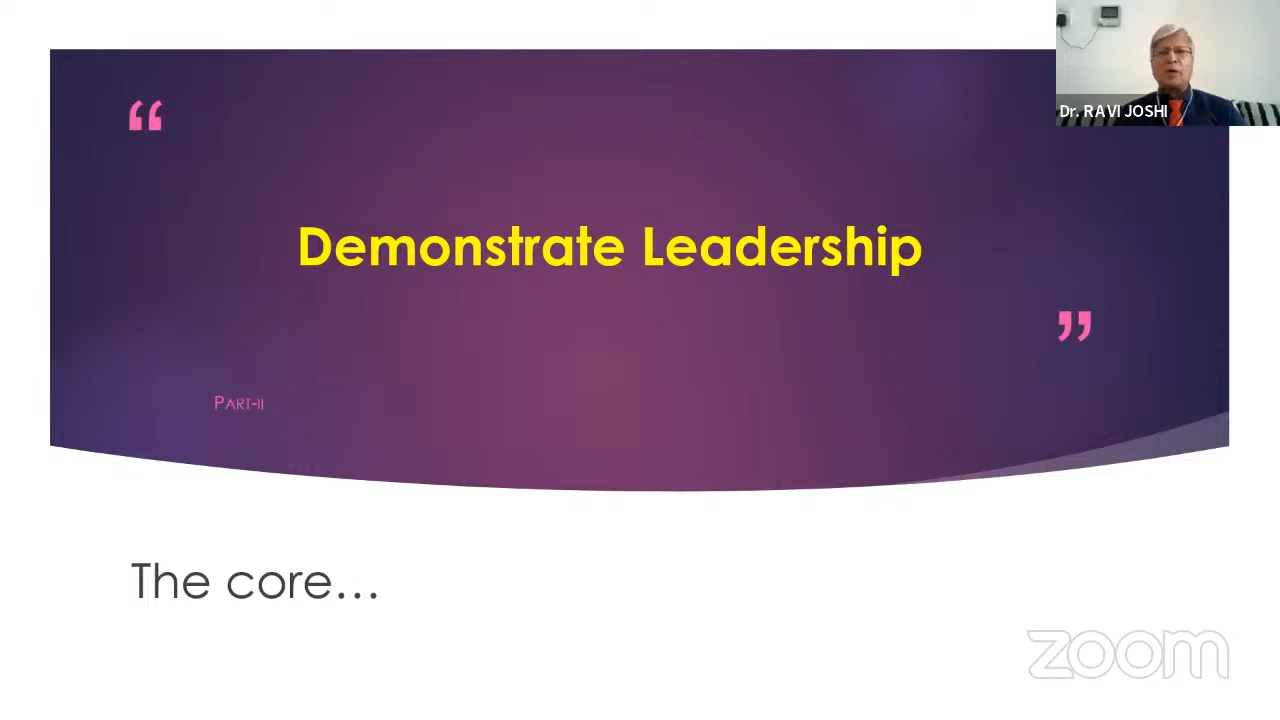 Dr. RAVI JOSHI
“
Demonstrate Leadership
”
PART-II
The core...
zoom